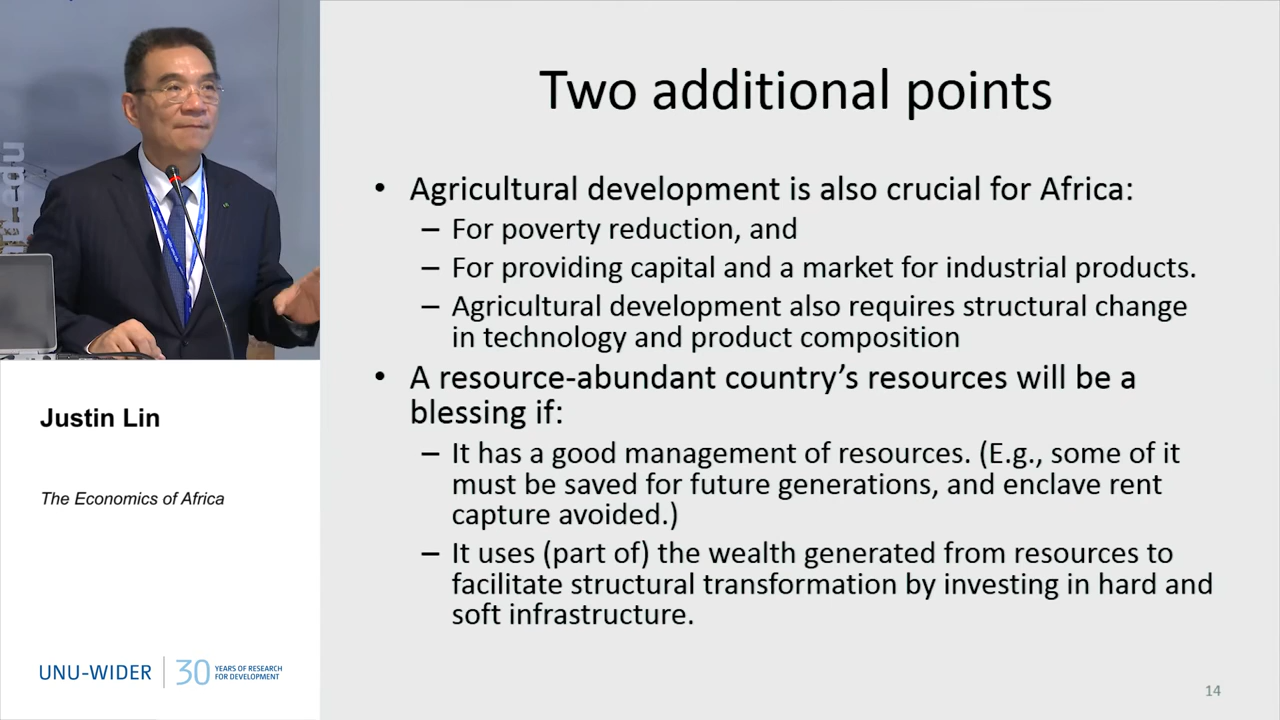 Two additional points
• Agricultural development is also crucial for Africa:
– For poverty reduction, and
– For providing capital and a market for industrial products.
– Agricultural development also requires structural change
in technology and product composition
• A resource-abundant country’s resources will be a
blessing if:
– It has a good management of resources. (E.g., some of it
must be saved for future generations, and enclave rent
capture avoided.)
– It uses (part of) the wealth generated from resources to
facilitate structural transformation by investing in hard and
soft infrastructure.
14
Justin Lin
The Economics of Africa
UNU-WIDER
30
YEARS OF RESEARCH
FOR DEVELOPMENT